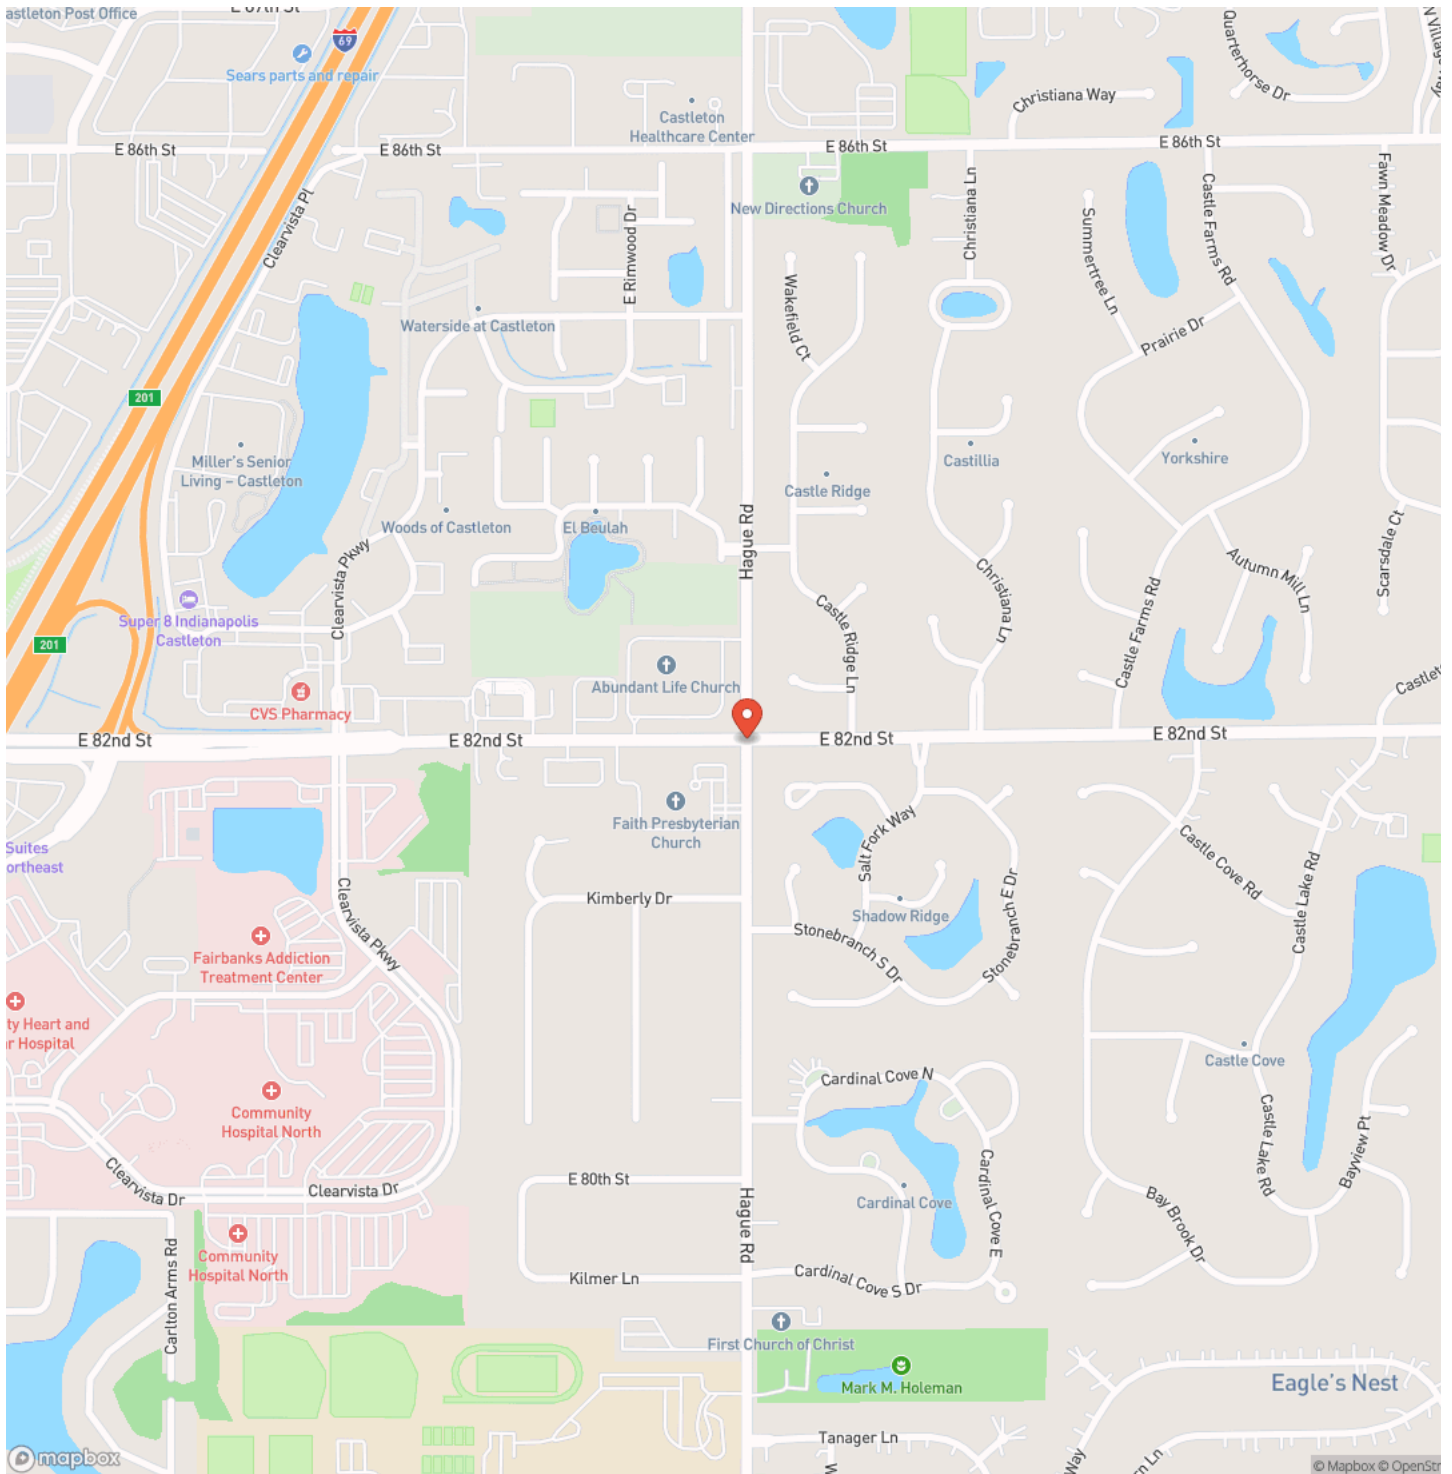 astleton Post Office
E 87th St
69
Sears parts and repair
Castleton
Healthcare Center
Christiana Way
Quarterhorse Dr
N Village Way
E 86th St
E 86th St
E 86th St
E 86th St
New Directions Church
Clearvista Pl
E Rimwood Dr
Christiana Ln
Summertree Ln
Castle Farms Rd
Fawn Meadow Dr
Waterside at Castleton
Wakefield Ct
Prairie Dr
201
Miller's Senior
Living – Castleton
Castillia
Yorkshire
Castle Ridge
Woods of Castleton
El Beulah
Hague Rd
Clearvista Pkwy
Christiana Ln
Autumn Mill Ln
Scarsdale Ct
Super 8 Indianapolis
Castleton
Castle Ridge Ln
Castle Farms Rd
201
Abundant Life Church
CVS Pharmacy
Castlet
E 82nd St
E 82nd St
E 82nd St
E 82nd St
Faith Presbyterian
Church
Salt Fork Way
Castle Cove Rd
Castle Lake Rd
Suites
ortheast
Clearvista Pkwy
Kimberly Dr
Shadow Ridge
Stonebranch S Dr
Stonebranch E Dr
Fairbanks Addiction
Treatment Center
ty Heart and
r Hospital
Castle Cove
Cardinal Cove N
Community
Hospital North
Castle Lake Rd
Bayview Pt
Clearvista Dr
Clearvista Dr
E 80th St
Hague Rd
Cardinal Cove
Cardinal Cove E
Bay Brook Dr
Community
Hospital North
Carlton Arms Rd
Kilmer Ln
Cardinal Cove S Dr
First Church of Christ
Mark M. Holeman
Eagle's Nest
Tanager Ln
W
Way
rn Ln
mapbox
© Mapbox © OpenStr